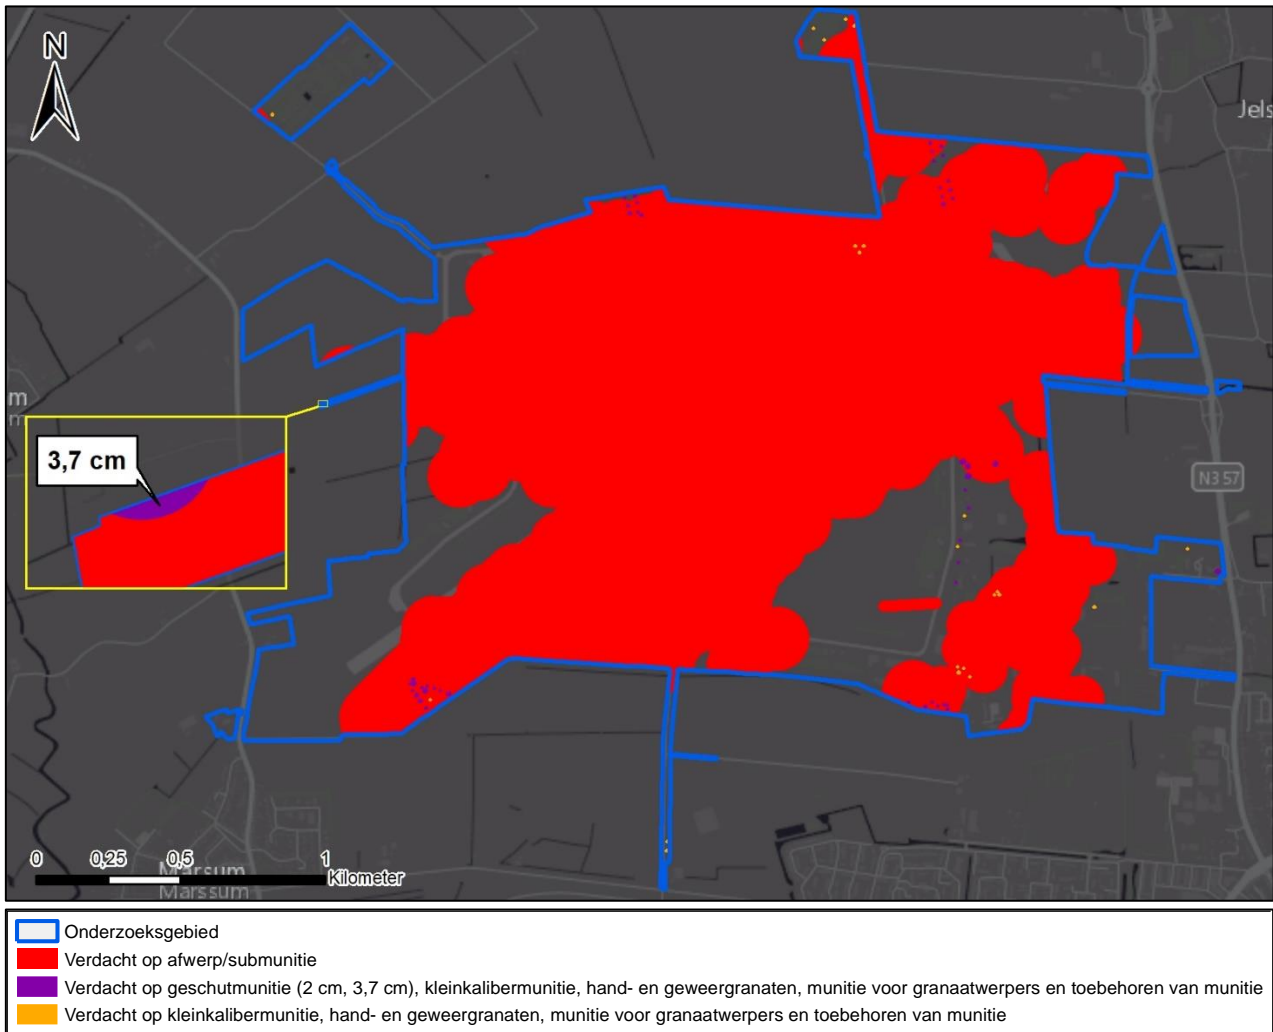 N
Jels
m
m
3,7 cm
N357
0 0,25 0,5 1
Kilometer
Marsum
Marssum
Onderzoeksgebied
Verdacht op afwerp/submunitie
Verdacht op geschutmunitie (2 cm, 3,7 cm), kleinkalibermunitie, hand- en geweergranaten, munitie voor granaatwerpers en toebehoren van munitie
Verdacht op kleinkalibermunitie, hand- en geweergranaten, munitie voor granaatwerpers en toebehoren van munitie